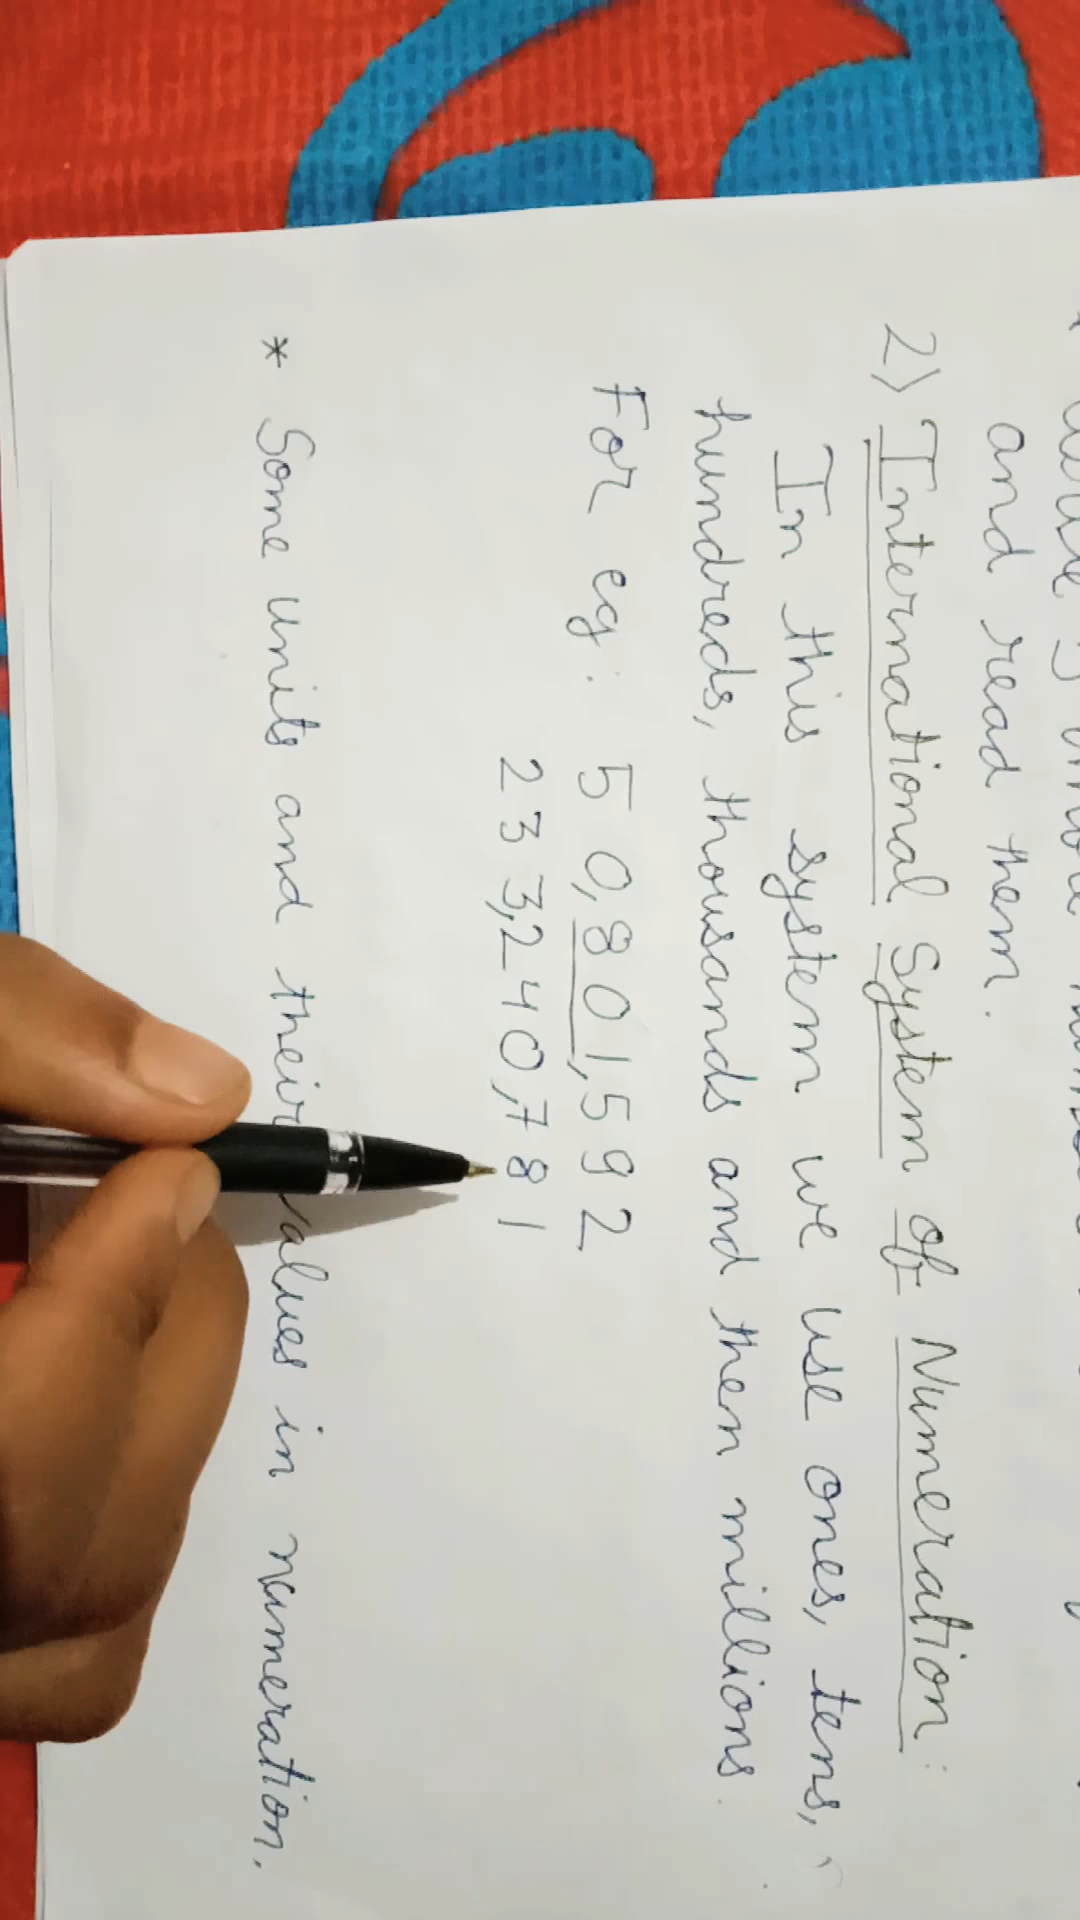 and read them.
2) International System of Numeration:
In this system we use ones, tens,
hundreds, thousands and then millions.
For eg: 50,801,592
233,240,781
* Some units and their values in numeration.